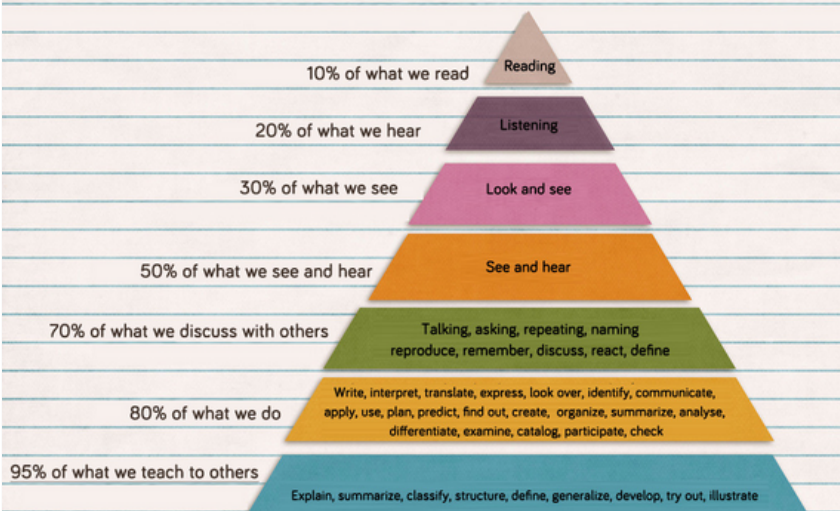 Reading
10% of what we read
Listening
20% of what we hear
Look and see
30% of what we see
See and hear
50% of what we see and hear
70% of what we discuss with others
Talking, asking, repeating, naming
reproduce, remember, discuss, react, define
Write, interpret, translate, express, look over, identify, communicate,
80% of what we do
apply, use, plan, predict, find out, create, organize, summarize, analyse,
differentiate, examine, catalog, participate, check
95% of what we teach to others
Explain, summarize, classify, structure, define, generalize, develop, try out, illustrate